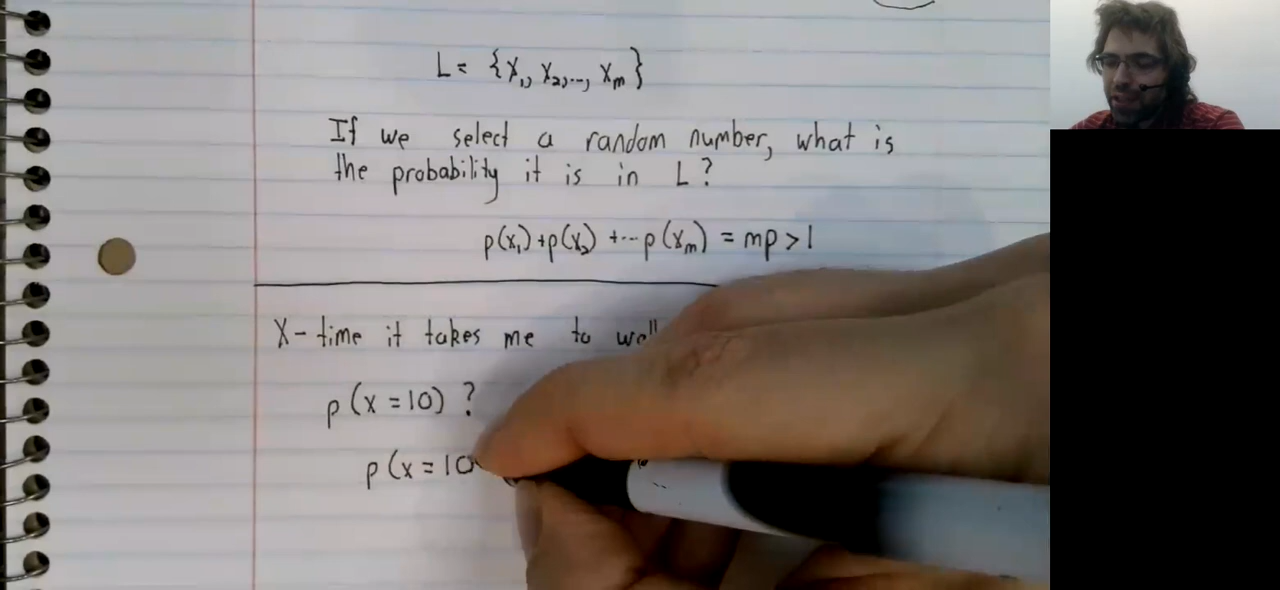 L = {x₁, x₂,..., xₘ}
If we select a random number, what is
the probability it is in L?
p(x₁)+p(x₂) +... p(xₘ) = mp > 1
X - time it takes me to
p(x = 10) ?
p(x = 10